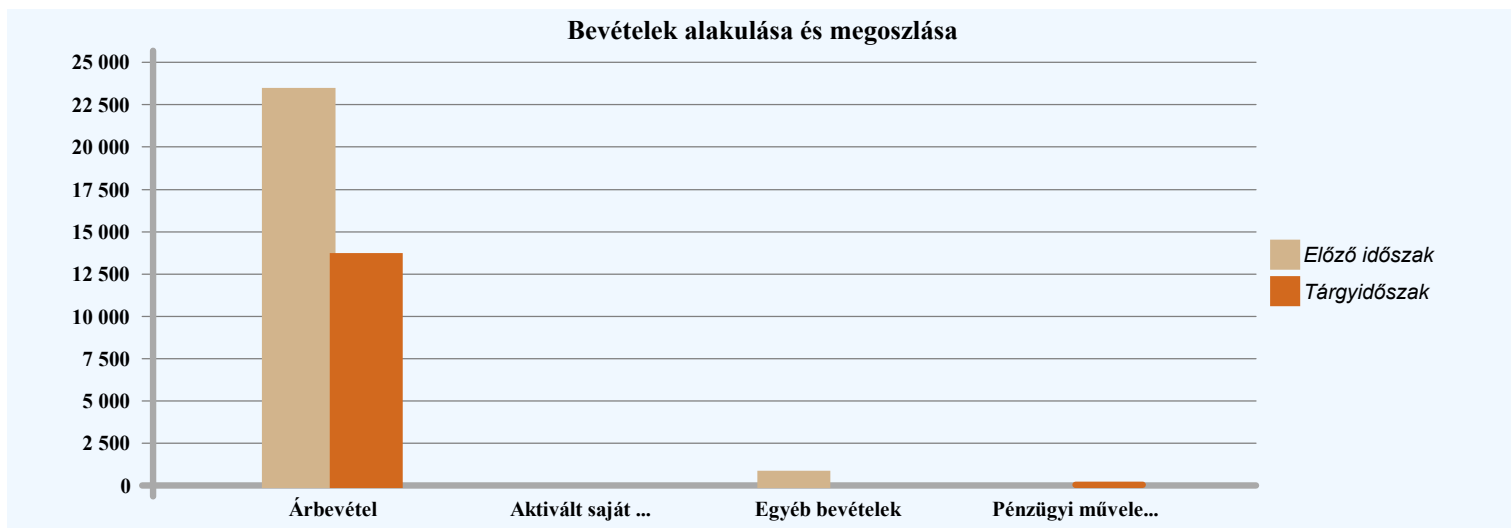 Bevételek alakulása és megoszlása
25 000
22 500
20 000
17 500
15 000
12 500
10 000
7 500
5 000
2 500
0
Árbevétel
Aktivált saját ...
Egyéb bevételek
Pénzügyi művele...
Előző időszak
Tárgyidőszak